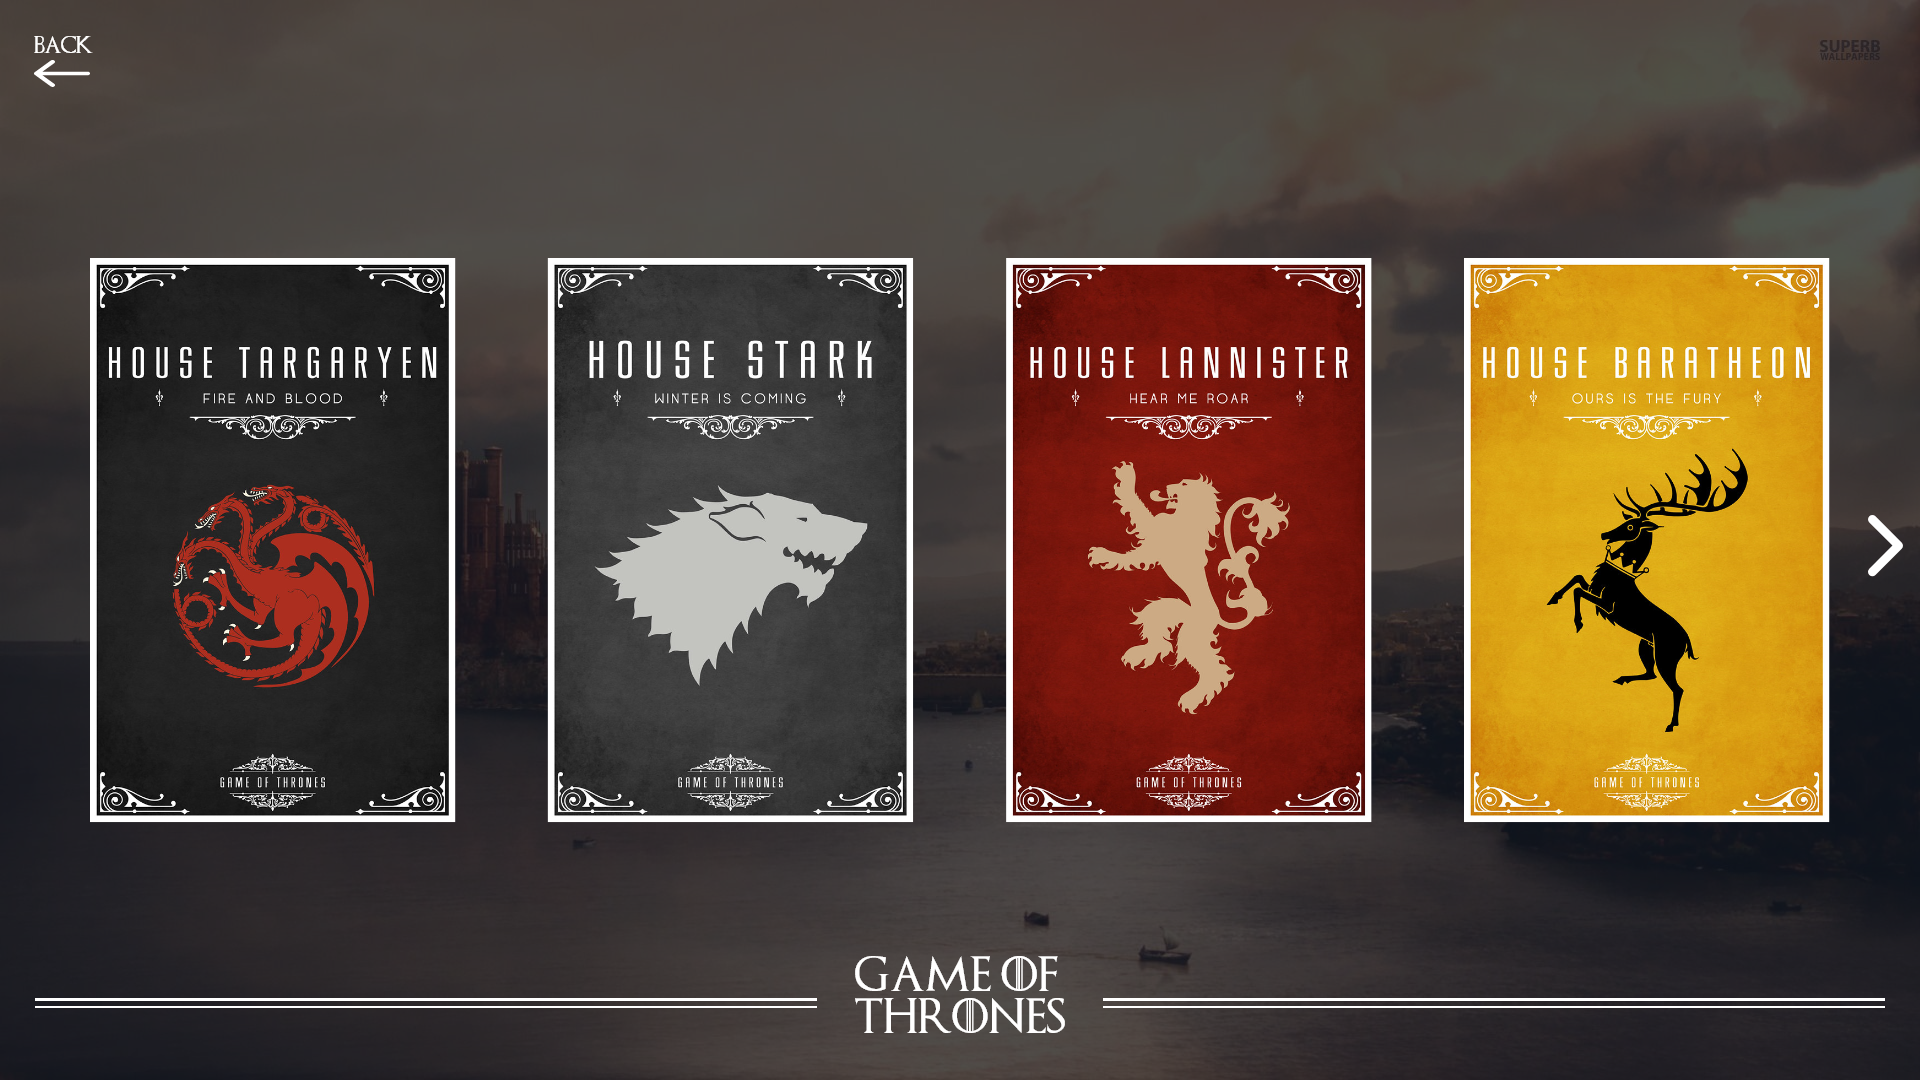 BACK
SUPERB
WALLPAPERS
HOUSE TARGARYEN
FIRE AND BLOOD
GAME OF THRONES
HOUSE STARK
WINTER IS COMING
GAME OF THRONES
HOUSE LANNISTER
HEAR ME ROAR
GAME OF THRONES
HOUSE BARATHEON
OURS IS THE FURY
GAME OF THRONES
GAME OF
THRONES